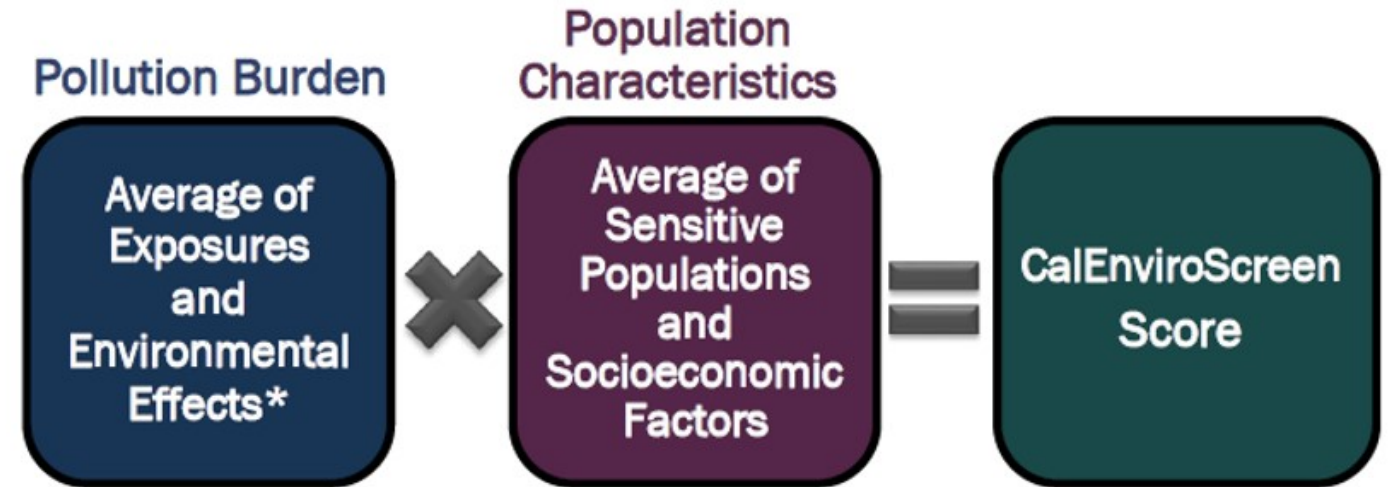 Pollution Burden
Population
Characteristics
Average of
Exposures
and
Environmental
Effects*
Average of
Sensitive
Populations
and
Socioeconomic
Factors
CalEnviroScreen
Score